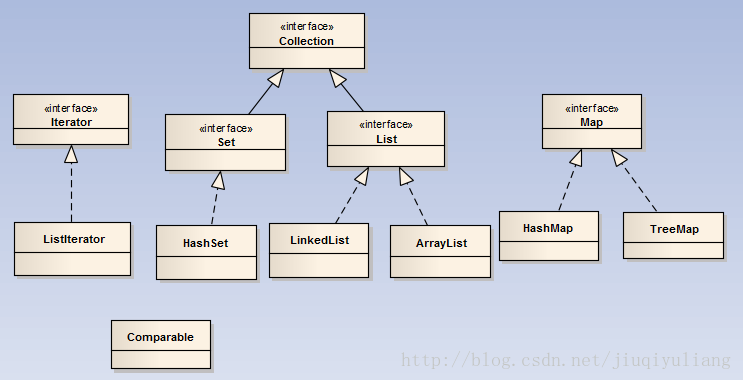 «interface»
Collection
«interface»
Iterator
«interface»
Set
«interface»
List
«interface»
Map
ListIterator
HashSet
LinkedList
ArrayList
HashMap
TreeMap
Comparable
http://blog.csdn.net/jiuqiyuliang